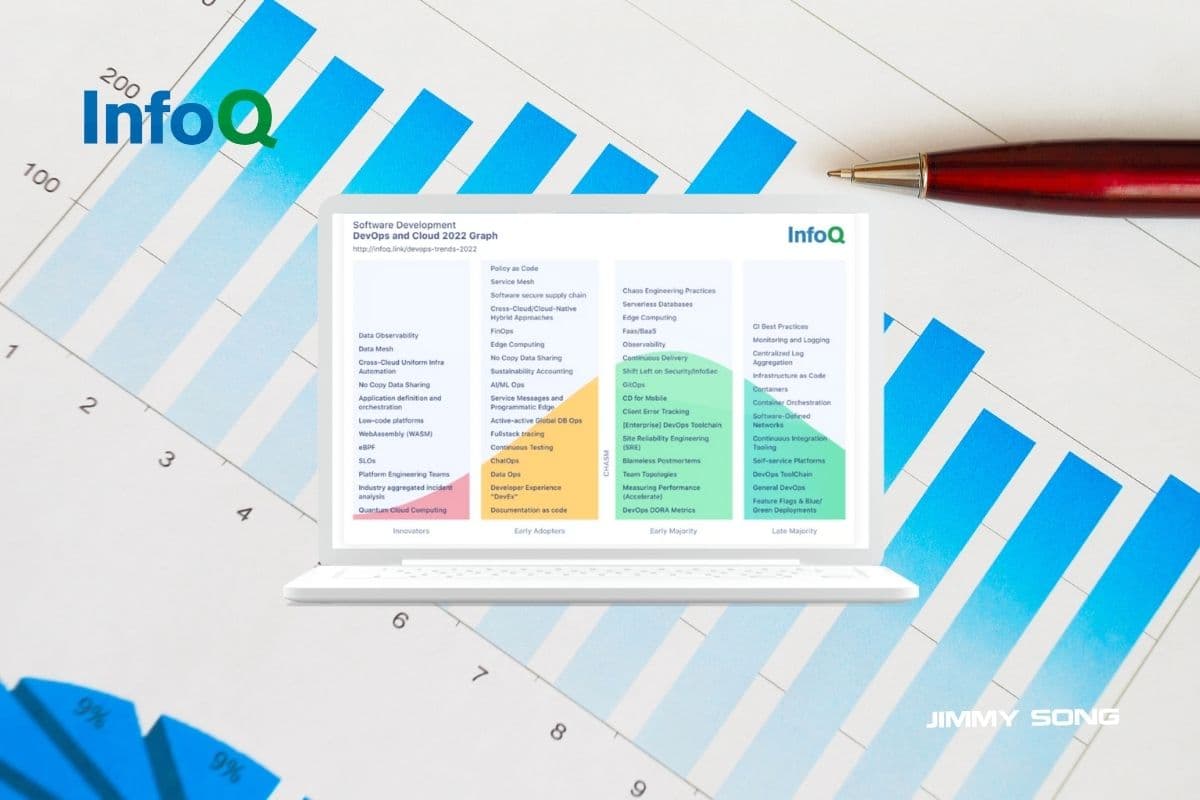 200
InfoQ
100
1
2
3
4
6
7
8
9
9%
9%
JIMMY SONG
Software Development
DevOps and Cloud 2022 Graph
http://infoq.link/devops-trends-2022
InfoQ
Data Observability
Data Mesh
Cross-Cloud Uniform Infra
Automation
No Copy Data Sharing
Application definition and
orchestration
Low-code platforms
WebAssembly (WASM)
eBPF
SLOs
Platform Engineering Teams
Industry aggregated incident
analysis
Quantum Cloud Computing
Innovators
Policy as Code
Service Mesh
Software secure supply chain
Cross-Cloud/Cloud-Native
Hybrid Approaches
FinOps
Edge Computing
No Copy Data Sharing
Sustainability Accounting
AI/ML Ops
Service Messages and
Programmatic Edge
Active-active Global DB Ops
Fullstack tracing
Continuous Testing
ChatOps
Data Ops
Developer Experience
"DevEx"
Documentation as code
Early Adopters
CHASM
Chaos Engineering Practices
Serverless Databases
Edge Computing
FaaS/BaaS
Observability
Continuous Delivery
Shift Left on Security/InfoSec
GitOps
CD for Mobile
Client Error Tracking
[Enterprise] DevOps Toolchain
Site Reliability Engineering
(SRE)
Blameless Postmortems
Team Topologies
Measuring Performance
(Accelerate)
DevOps DORA Metrics
Early Majority
CI Best Practices
Monitoring and Logging
Centralized Log
Aggregation
Infrastructure as Code
Containers
Container Orchestration
Software-Defined
Networks
Continuous Integration
Tooling
Self-service Platforms
DevOps ToolChain
General DevOps
Feature Flags & Blue/
Green Deployments
Late Majority